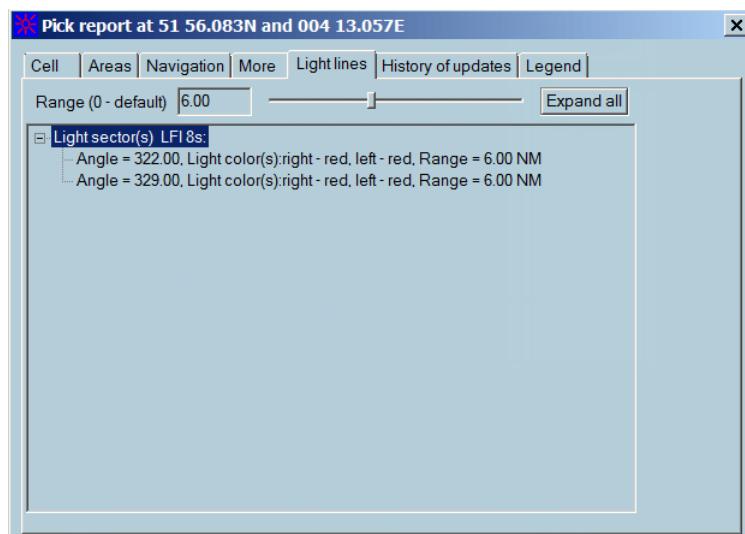 Pick report at 51 56.083N and 004 13.057E
Cell Areas Navigation More Light lines History of updates Legend
Range (0 - default) 6.00 Expand all
Light sector(s) LFI 8s:
Angle = 322.00, Light color(s):right - red, left - red, Range = 6.00 NM
Angle = 329.00, Light color(s):right - red, left - red, Range = 6.00 NM